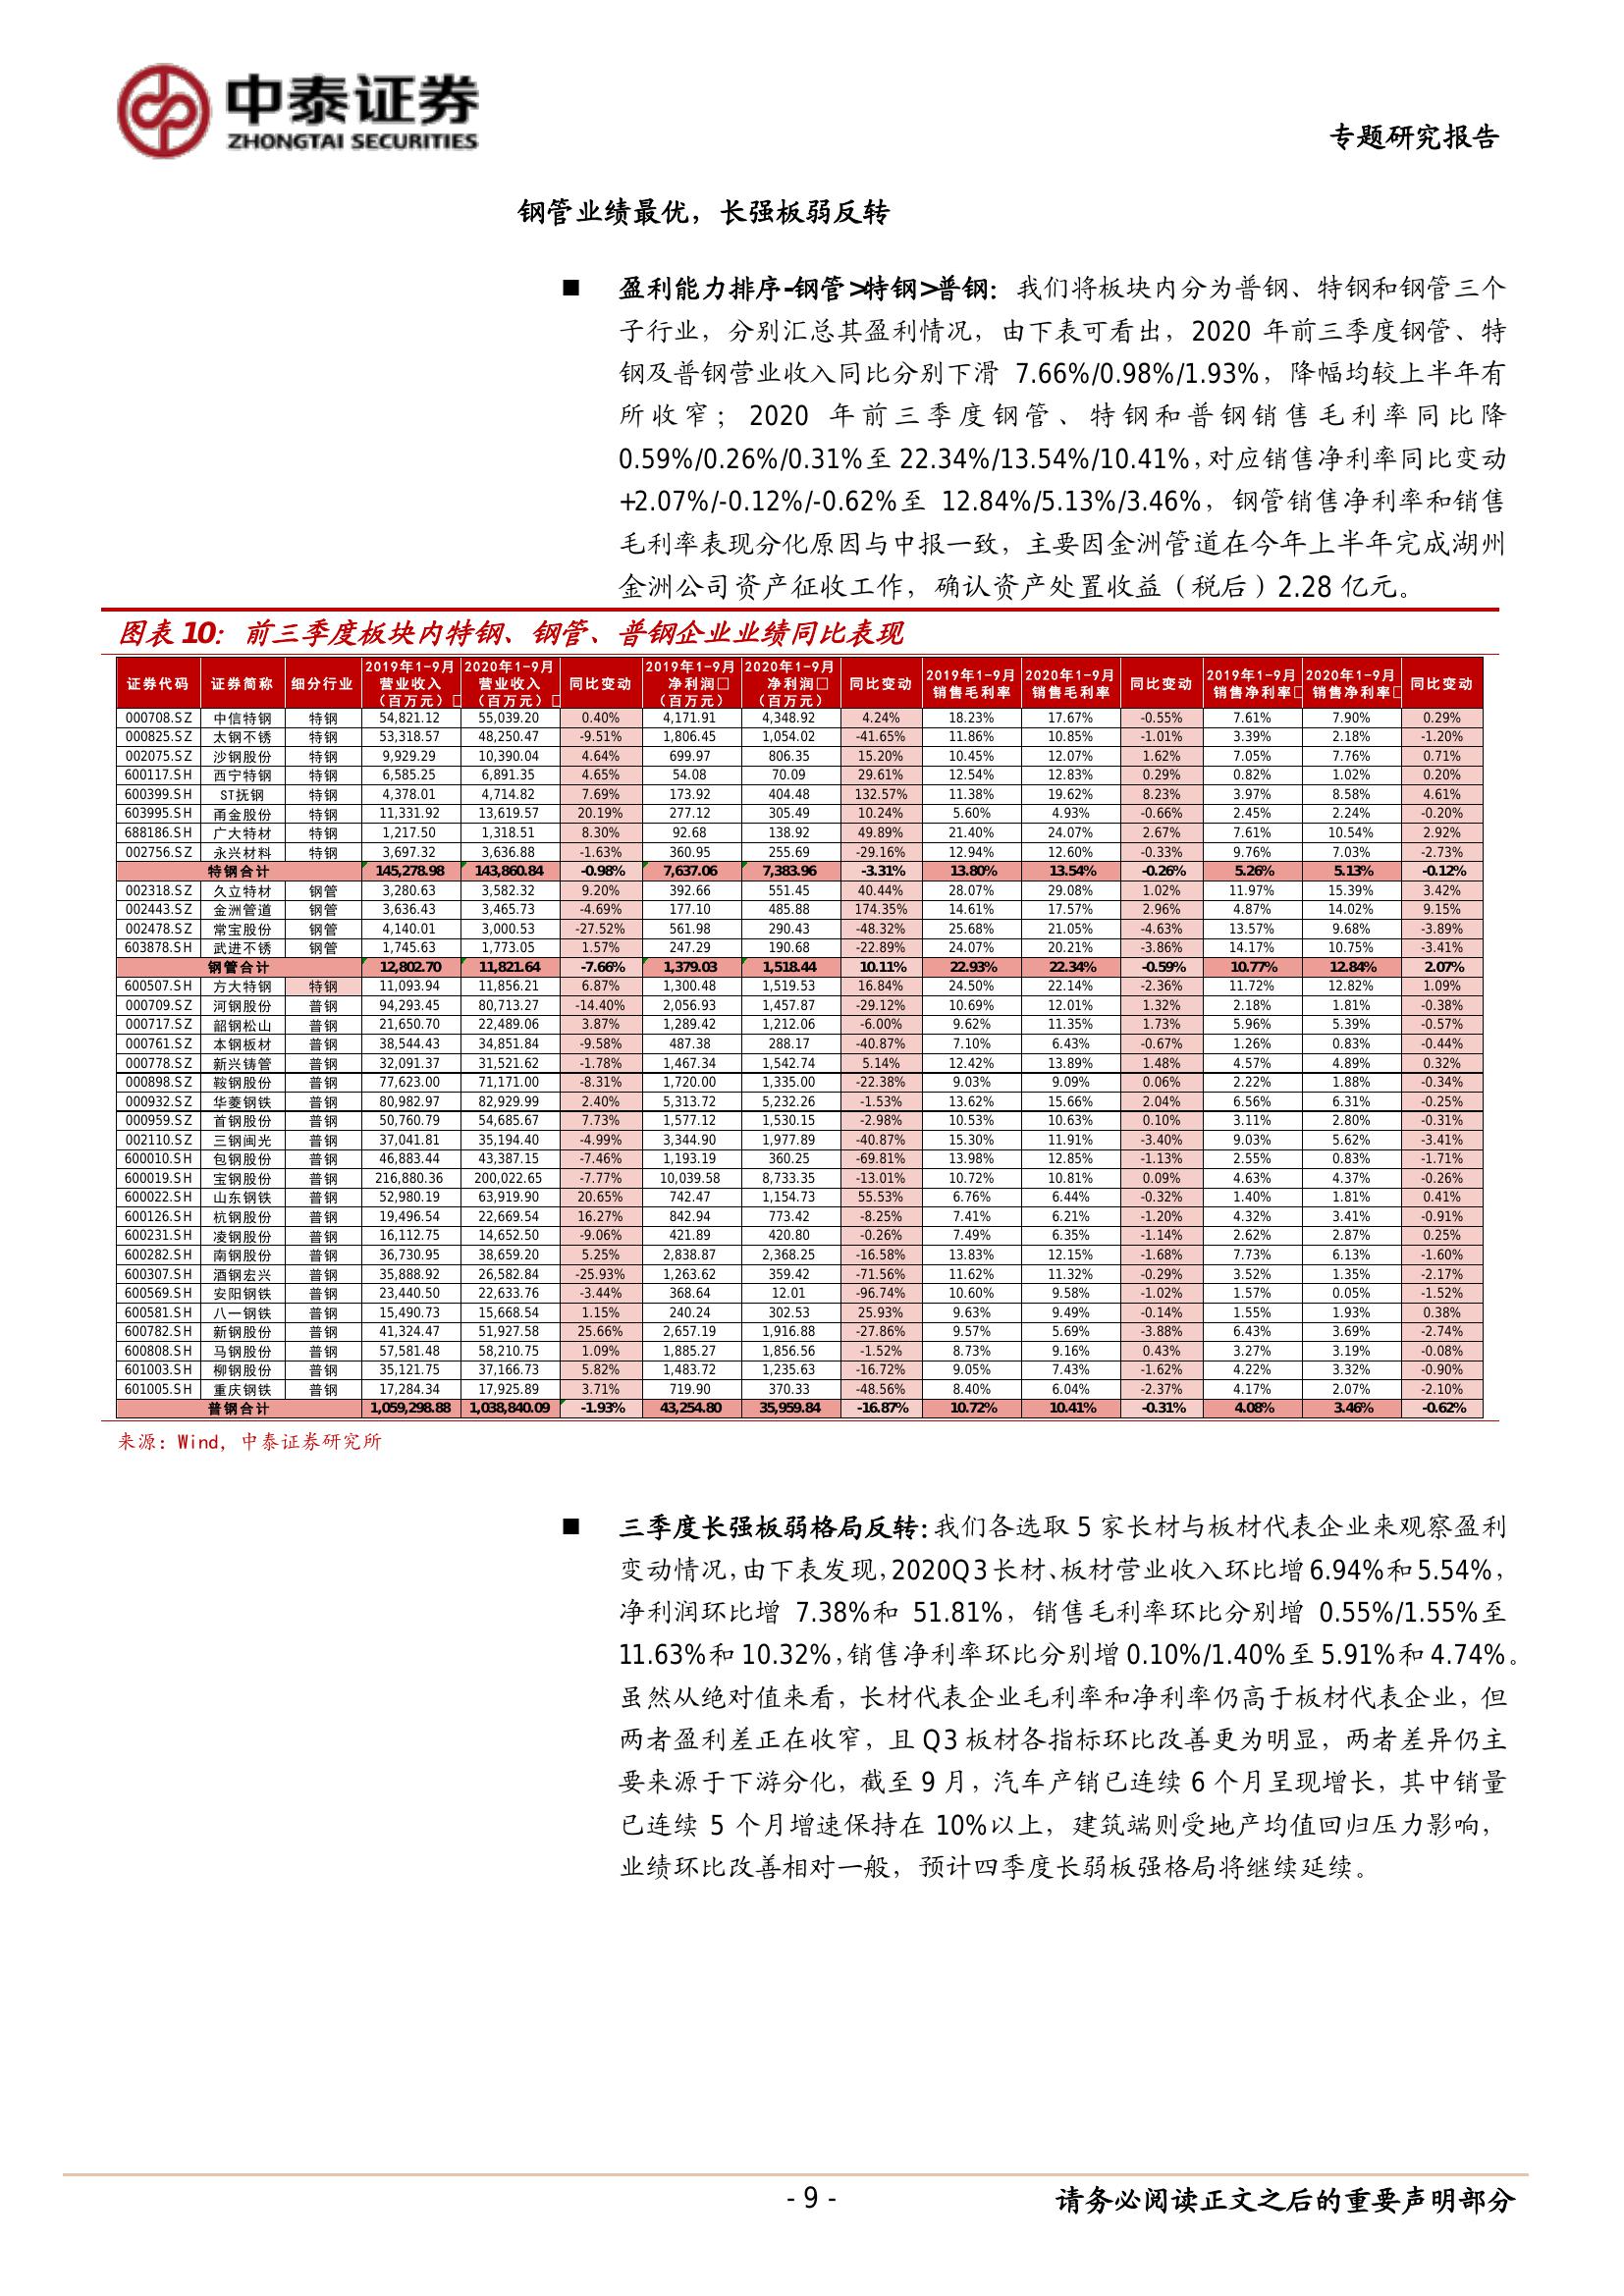 中泰证券
ZHONGTAI SECURITIES
专题研究报告
钢管业绩最优，长强板弱反转
■ 盈利能力排序-钢管>特钢>普钢：我们将板块内分为普钢、特钢和钢管三个
子行业，分别汇总其盈利情况，由下表可看出，2020 年前三季度钢管、特
钢及普钢营业收入同比分别下滑 7.66%/0.98%/1.93%，降幅均较上半年有
所收窄；2020 年前三季度钢管、特钢和普钢销售毛利率同比降
0.59%/0.26%/0.31%至 22.34%/13.54%/10.41%，对应销售净利率同比变动
+2.07%/-0.12%/-0.62%至 12.84%/5.13%/3.46%，钢管销售净利率和销售
毛利率表现分化原因与中报一致，主要因金洲管道在今年上半年完成湖州
金洲公司资产征收工作，确认资产处置收益（税后）2.28 亿元。
图表 10：前三季度板块内特钢、钢管、普钢企业业绩同比表现
证券代码 证券简称 细分行业 2019年1-9月营业收入（百万元） 2020年1-9月营业收入（百万元） 同比变动 2019年1-9月净利润（百万元） 2020年1-9月净利润（百万元） 同比变动 2019年1-9月销售毛利率 2020年1-9月销售毛利率 同比变动 2019年1-9月销售净利率 2020年1-9月销售净利率 同比变动
000708.SZ 中信特钢 特钢 54,821.12 55,039.20 0.40% 4,171.91 4,348.92 4.24% 18.23% 17.67% -0.55% 7.61% 7.90% 0.29%
000825.SZ 太钢不锈 特钢 53,318.57 48,250.47 -9.51% 1,806.45 1,054.02 -41.65% 11.86% 10.85% -1.01% 3.39% 2.18% -1.20%
002075.SZ 沙钢股份 特钢 9,929.29 10,390.04 4.64% 699.97 806.35 15.20% 10.45% 12.07% 1.62% 7.05% 7.76% 0.71%
600117.SH 西宁特钢 特钢 6,585.25 6,891.35 4.65% 54.08 70.09 29.61% 12.54% 12.83% 0.29% 0.82% 1.02% 0.20%
600399.SH ST抚钢 特钢 4,378.01 4,714.82 7.69% 173.92 404.48 132.57% 11.38% 19.62% 8.23% 3.97% 8.58% 4.61%
603995.SH 甬金股份 特钢 11,331.92 13,619.57 20.19% 277.12 305.49 10.24% 5.60% 4.93% -0.66% 2.45% 2.24% -0.20%
688186.SH 广大特材 特钢 1,217.50 1,318.51 8.30% 92.68 138.92 49.89% 21.40% 24.07% 2.67% 7.61% 10.54% 2.92%
002756.SZ 永兴材料 特钢 3,697.32 3,636.88 -1.63% 360.95 255.69 -29.16% 12.94% 12.60% -0.33% 9.76% 7.03% -2.73%
特钢合计 145,278.98 143,860.84 -0.98% 7,637.06 7,383.96 -3.31% 13.80% 13.54% -0.26% 5.26% 5.13% -0.12%
002318.SZ 久立特材 钢管 3,280.63 3,582.32 9.20% 392.66 551.45 40.44% 28.07% 29.08% 1.02% 11.97% 15.39% 3.42%
002443.SZ 金洲管道 钢管 3,636.43 3,465.73 -4.69% 177.10 485.88 174.35% 14.61% 17.57% 2.96% 4.87% 14.02% 9.15%
002478.SZ 常宝股份 钢管 4,140.01 3,000.53 -27.52% 561.98 290.43 -48.32% 25.68% 21.05% -4.63% 13.57% 9.68% -3.89%
603878.SH 武进不锈 钢管 1,745.63 1,773.05 1.57% 247.29 190.68 -22.89% 24.07% 20.21% -3.86% 14.17% 10.75% -3.41%
钢管合计 12,802.70 11,821.64 -7.66% 1,379.03 1,518.44 10.11% 22.93% 22.34% -0.59% 10.77% 12.84% 2.07%
600507.SH 方大特钢 特钢 11,093.94 11,856.21 6.87% 1,300.48 1,519.53 16.84% 24.50% 22.14% -2.36% 11.72% 12.82% 1.09%
000709.SZ 河钢股份 普钢 94,293.45 80,713.27 -14.40% 2,056.93 1,457.87 -29.12% 10.69% 12.01% 1.32% 2.18% 1.81% -0.38%
000717.SZ 韶钢松山 普钢 21,650.70 22,489.06 3.87% 1,289.42 1,212.06 -6.00% 9.62% 11.35% 1.73% 5.96% 5.39% -0.57%
000761.SZ 本钢板材 普钢 38,544.43 34,851.84 -9.58% 487.38 288.17 -40.87% 7.10% 6.43% -0.67% 1.26% 0.83% -0.44%
000778.SZ 新兴铸管 普钢 32,091.37 31,521.62 -1.78% 1,467.34 1,542.74 5.14% 12.42% 13.89% 1.48% 4.57% 4.89% 0.32%
000898.SZ 鞍钢股份 普钢 77,623.00 71,171.00 -8.31% 1,720.00 1,335.00 -22.38% 9.03% 9.09% 0.06% 2.22% 1.88% -0.34%
000932.SZ 华菱钢铁 普钢 80,982.97 82,929.99 2.40% 5,313.72 5,232.26 -1.53% 13.62% 15.66% 2.04% 6.56% 6.31% -0.25%
000959.SZ 首钢股份 普钢 50,760.79 54,685.67 7.73% 1,577.12 1,530.15 -2.98% 10.53% 10.63% 0.10% 3.11% 2.80% -0.31%
002110.SZ 三钢闽光 普钢 37,041.81 35,194.40 -4.99% 3,344.90 1,977.89 -40.87% 15.30% 11.91% -3.40% 9.03% 5.62% -3.41%
600010.SH 包钢股份 普钢 46,883.44 43,387.15 -7.46% 1,193.19 360.25 -69.81% 13.98% 12.85% -1.13% 2.55% 0.83% -1.71%
600019.SH 宝钢股份 普钢 216,880.36 200,022.65 -7.77% 10,039.58 8,733.35 -13.01% 10.72% 10.81% 0.09% 4.63% 4.37% -0.26%
600022.SH 山东钢铁 普钢 52,980.19 63,919.90 20.65% 742.47 1,154.73 55.53% 6.76% 6.44% -0.32% 1.40% 1.81% 0.41%
600126.SH 杭钢股份 普钢 19,496.54 22,669.54 16.27% 842.94 773.42 -8.25% 7.41% 6.21% -1.20% 4.32% 3.41% -0.91%
600231.SH 凌钢股份 普钢 16,112.75 14,652.50 -9.06% 421.89 420.80 -0.26% 7.49% 6.35% -1.14% 2.62% 2.87% 0.25%
600282.SH 南钢股份 普钢 36,730.95 38,659.20 5.25% 2,838.87 2,368.25 -16.58% 13.83% 12.15% -1.68% 7.73% 6.13% -1.60%
600307.SH 酒钢宏兴 普钢 35,888.92 26,582.84 -25.93% 1,263.62 359.42 -71.56% 11.62% 11.32% -0.29% 3.52% 1.35% -2.17%
600569.SH 安阳钢铁 普钢 23,440.50 22,633.76 -3.44% 368.64 12.01 -96.74% 10.60% 9.58% -1.02% 1.57% 0.05% -1.52%
600581.SH 八一钢铁 普钢 15,490.73 15,668.54 1.15% 240.24 302.53 25.93% 9.63% 9.49% -0.14% 1.55% 1.93% 0.38%
600782.SH 新钢股份 普钢 41,324.47 51,927.58 25.66% 2,657.19 1,916.88 -27.86% 9.57% 5.69% -3.88% 6.43% 3.69% -2.74%
600808.SH 马钢股份 普钢 57,581.48 58,210.75 1.09% 1,885.27 1,856.56 -1.52% 8.73% 9.16% 0.43% 3.27% 3.19% -0.08%
601003.SH 柳钢股份 普钢 35,121.75 37,166.73 5.82% 1,483.72 1,235.63 -16.72% 9.05% 7.43% -1.62% 4.22% 3.32% -0.90%
601005.SH 重庆钢铁 普钢 17,284.34 17,925.89 3.71% 719.90 370.33 -48.56% 8.40% 6.04% -2.37% 4.17% 2.07% -2.10%
普钢合计 1,059,298.88 1,038,840.09 -1.93% 43,254.80 35,959.84 -16.87% 10.72% 10.41% -0.31% 4.08% 3.46% -0.62%
来源：Wind，中泰证券研究所
■ 三季度长强板弱格局反转：我们各选取 5 家长材与板材代表企业来观察盈利
变动情况，由下表发现，2020Q3 长材、板材营业收入环比增 6.94%和 5.54%，
净利润环比增 7.38%和 51.81%，销售毛利率环比分别增 0.55%/1.55%至
11.63%和 10.32%，销售净利率环比分别增 0.10%/1.40%至 5.91%和 4.74%。
虽然从绝对值来看，长材代表企业毛利率和净利率仍高于板材代表企业，但
两者盈利差正在收窄，且 Q3 板材各指标环比改善更为明显，两者差异仍主
要来源于下游分化，截至 9 月，汽车产销已连续 6 个月呈现增长，其中销量
已连续 5 个月增速保持在 10%以上，建筑端则受地产均值回归压力影响，
业绩环比改善相对一般，预计四季度长弱板强格局将继续延续。
- 9 -
请务必阅读正文之后的重要声明部分